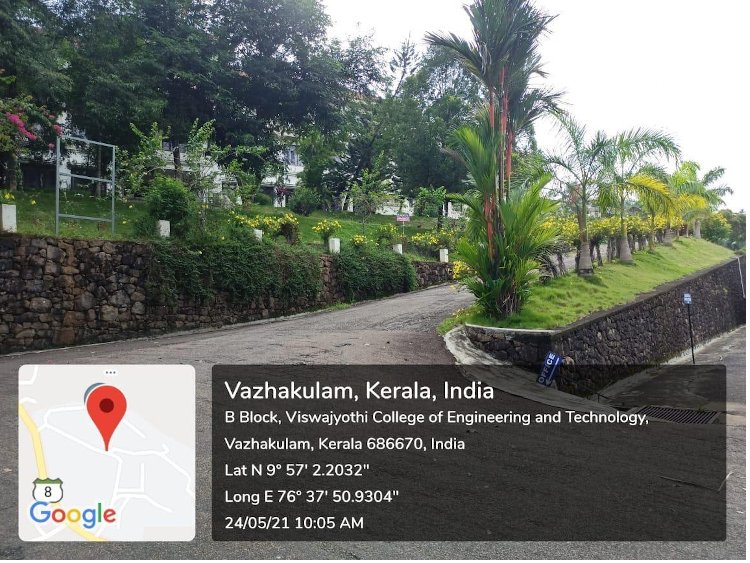 OFFICE
Vazhakulam, Kerala, India
B Block, Viswajyothi College of Engineering and Technology,
Vazhakulam, Kerala 686670, India
Lat N 9° 57' 2.2032"
Long E 76° 37' 50.9304"
24/05/21 10:05 AM
8
Google